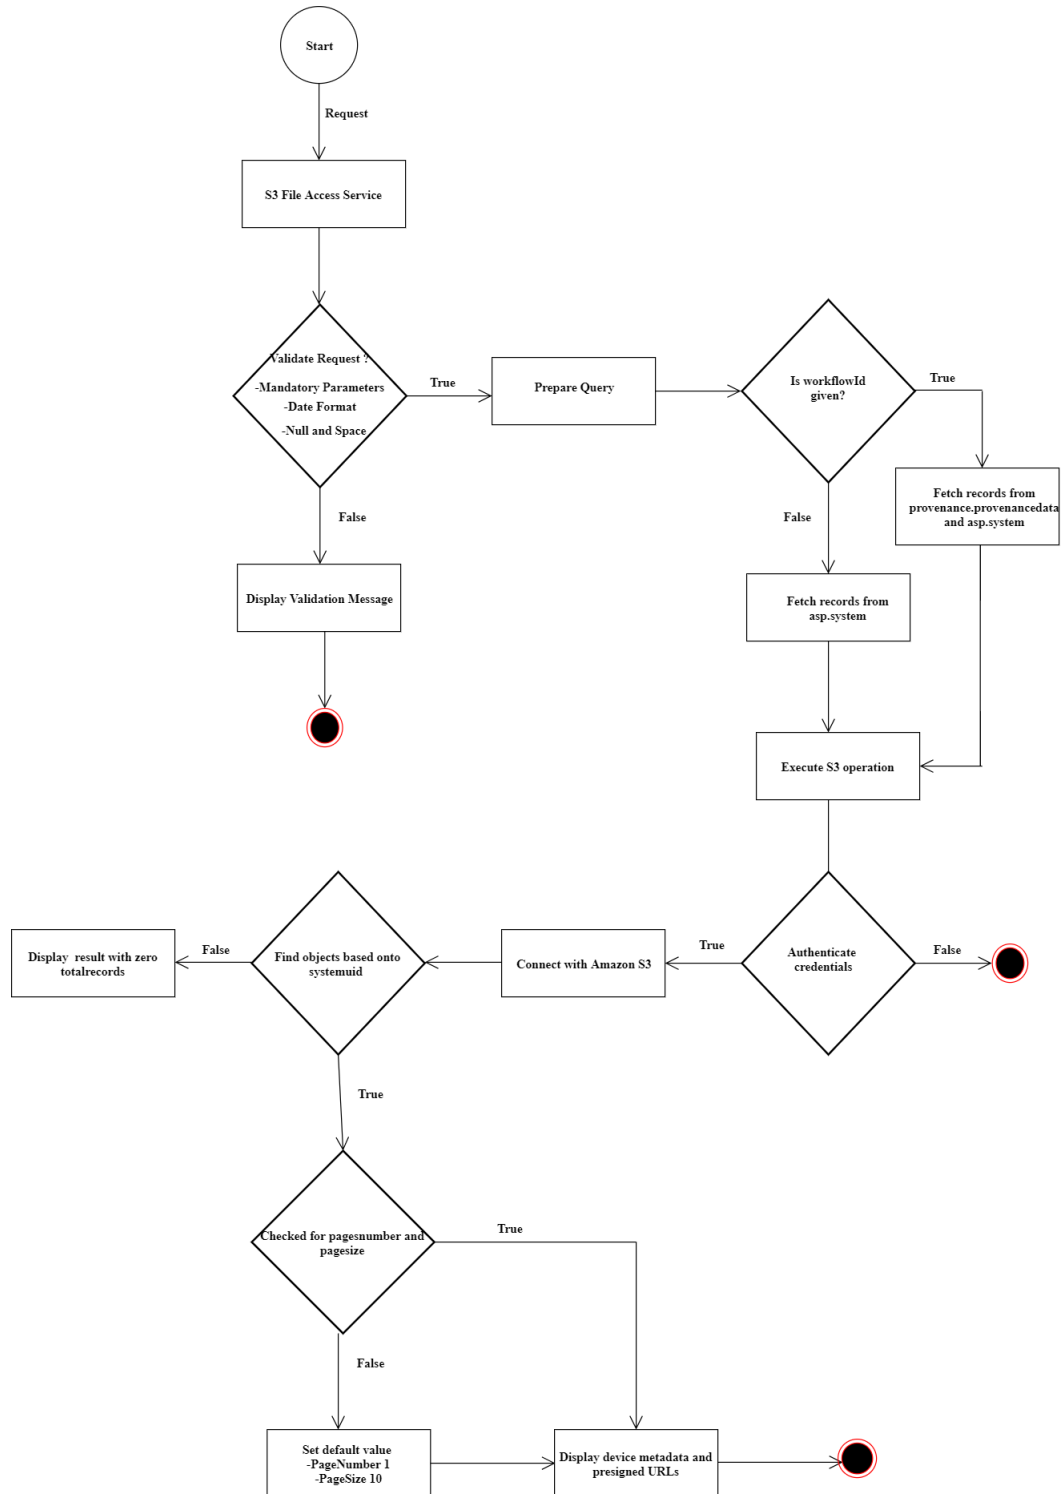 Start
Request
S3 File Access Service
Validate Request ?
-Mandatory Parameters
-Date Format
-Null and Space
True
Prepare Query
Is workflowId
given?
True
False
False
Fetch records from
provenance.provenancedata
and asp.system
Display Validation Message
Fetch records from
asp.system
Execute S3 operation
Display  result with zero
totalrecords
False
Find objects based onto
systemuid
Connect with Amazon S3
True
Authenticate
credentials
False
True
Checked for pagesnumber and
pagesize
True
False
Set default value
-PageNumber 1
-PageSize 10
Display device metadata and
presigned URLs